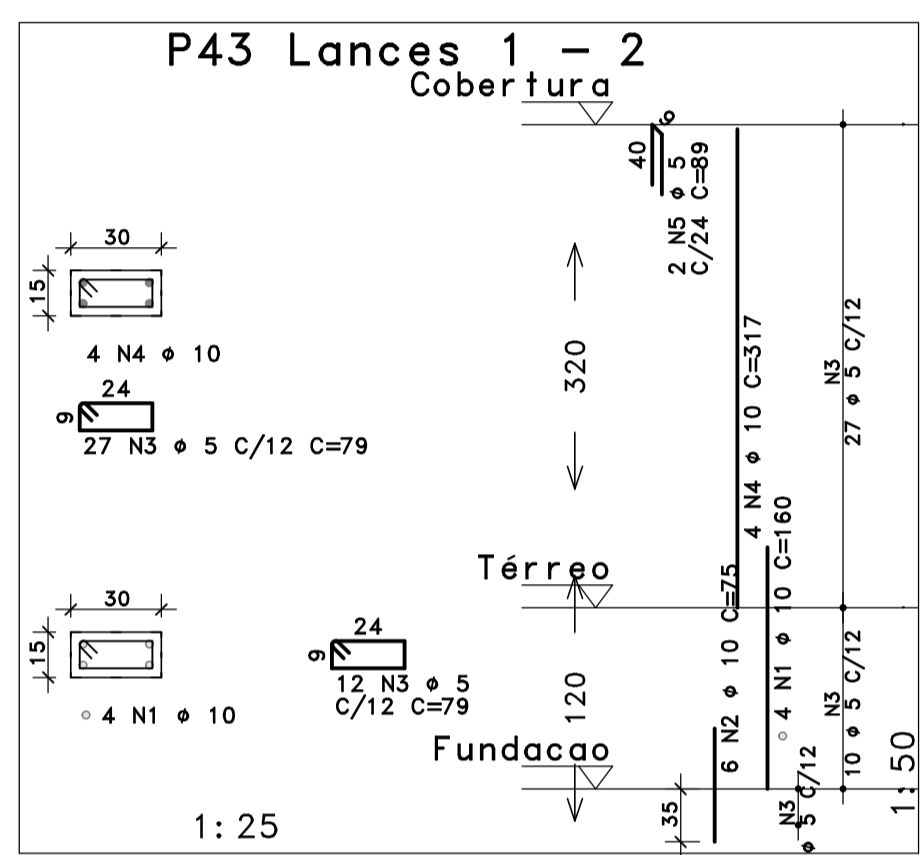 P43 Lances 1 - 2
Cobertura
40
9
2 N5 φ 5
C/24 C=89
30
15
4 N4 φ 10
24
9
27 N3 φ 5 C/12 C=79
320
4 N4 φ 10 C=317
N3
27 φ 5 C/12
Térreo
30
15
4 N1 φ 10
24
9
12 N3 φ 5
C/12 C=79
120
6 N2 φ 10 C=75
4 N1 φ 10 C=160
N3
10 φ 5 C/12
Fundacao
35
N3
φ 5 C/12
1:25
1:50